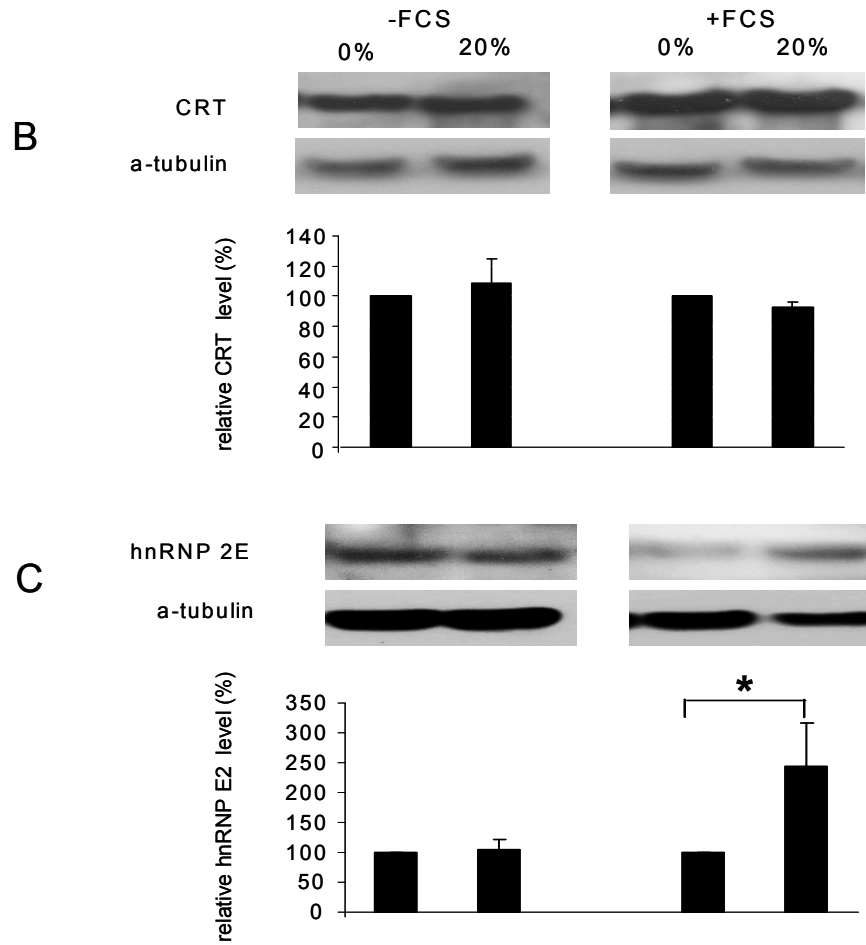 -FCS +FCS
0% 20% 0% 20%
CRT
B
a-tubulin
relative CRT level (%)
140
120
100
80
60
40
20
0
hnRNP 2E
C
a-tubulin
relative hnRNP E2 level (%)
350
300
250
200
150
100
50
0
*